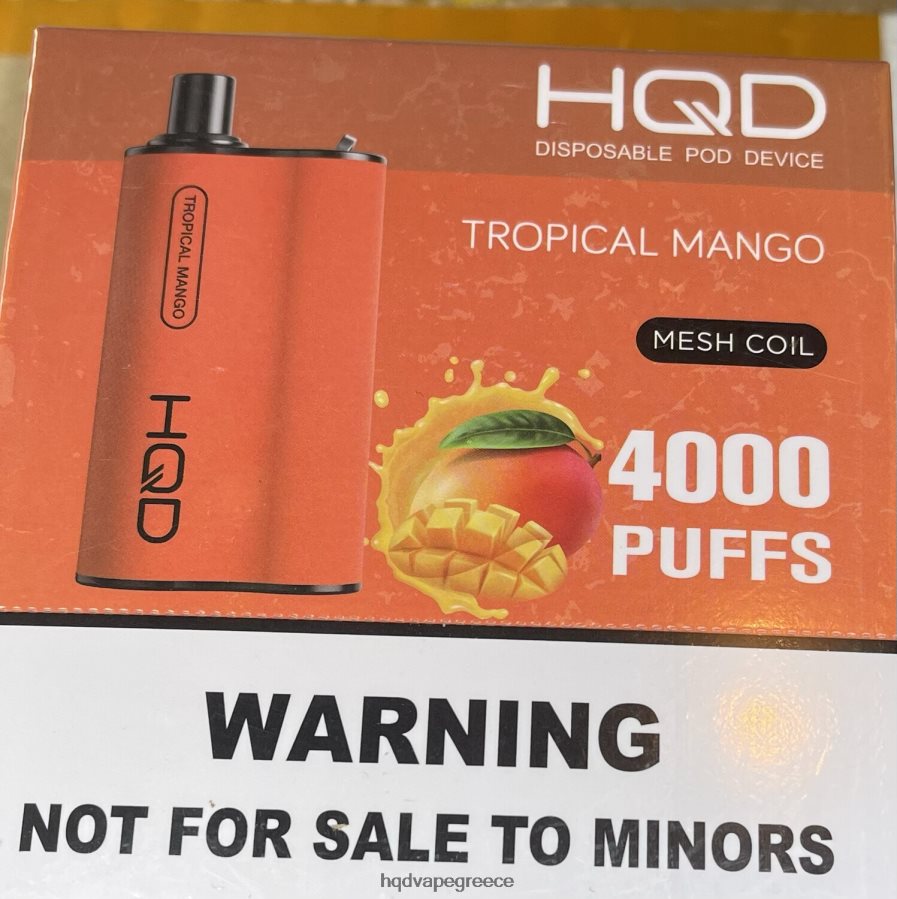 HQD
DISPOSABLE POD DEVICE
TROPICAL MANGO
TROPICAL MANGO
MESH COIL
HQD
4000
PUFFS
WARNING
NOT FOR SALE TO MINORS
hqdvapegreece